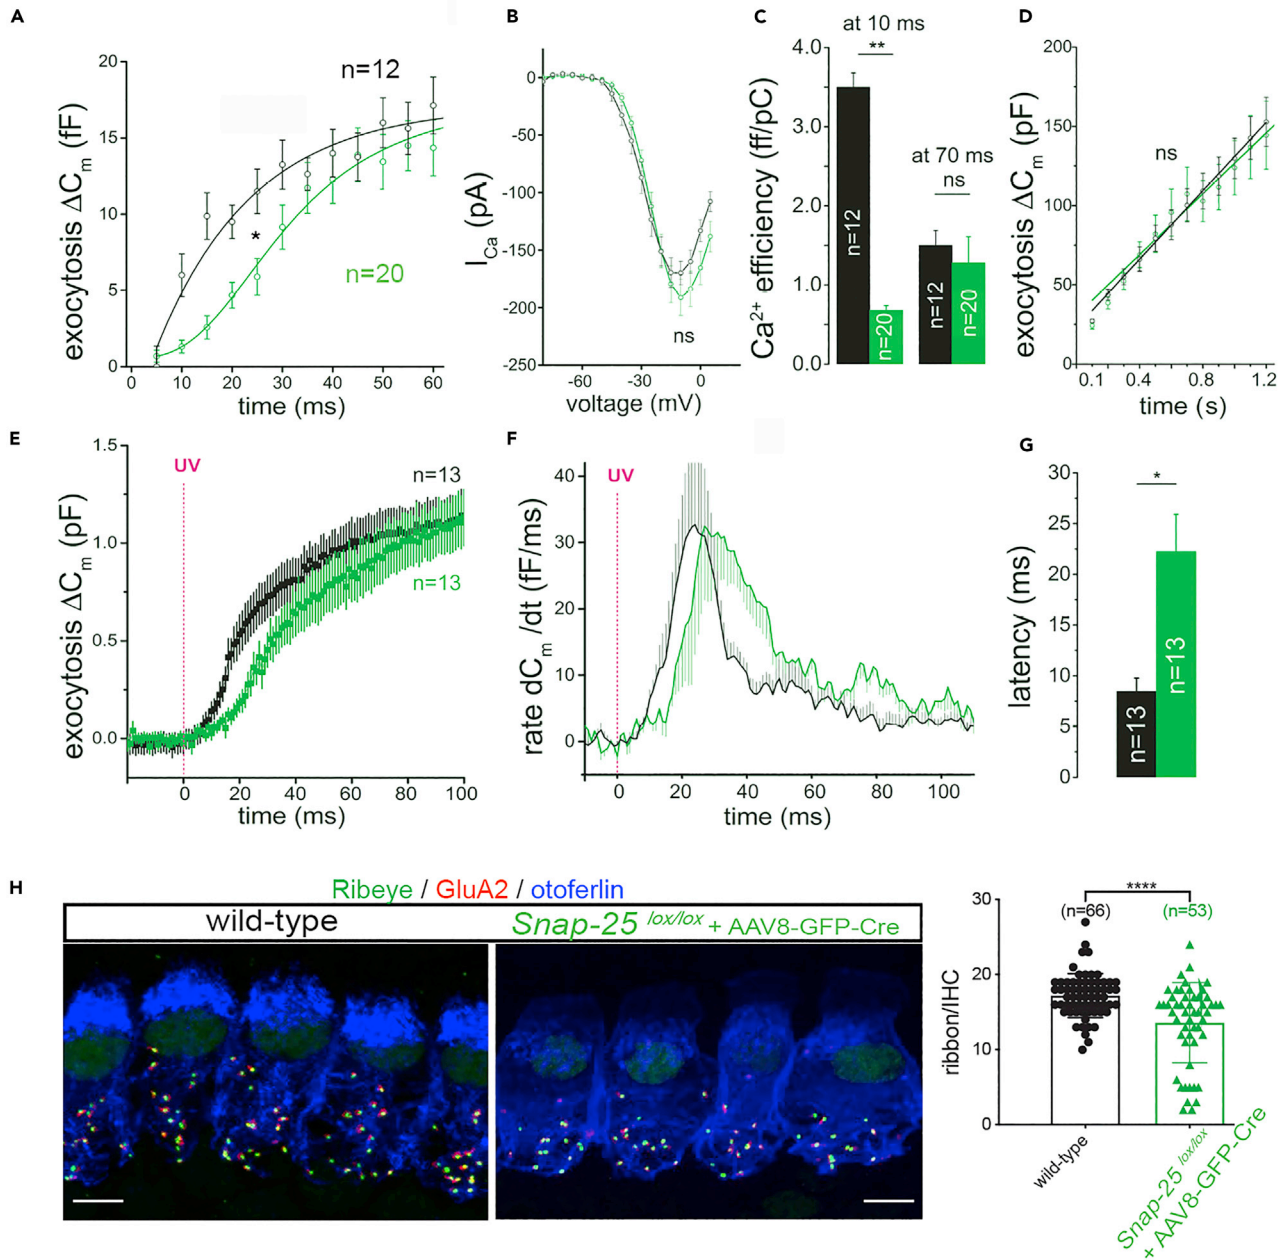 A
exocytosis ΔCm (fF)
20
15
10
5
0
n=12
*
n=20
0 10 20 30 40 50 60
time (ms)
B
ICa (pA)
0
-50
-100
-150
-200
-250
ns
-60 -30 0
voltage (mV)
C
at 10 ms
**
Ca2+ efficiency (ff/pC)
4.0
3.0
2.0
1.0
0.0
at 70 ms
ns
n=12
n=20
n=12
n=20
D
exocytosis ΔCm (pF)
200
150
100
50
0
ns
0.1 0.4 0.8 1.2
time (s)
E
exocytosis ΔCm (pF)
1.5
1.0
0.5
0.0
UV
n=13
n=13
0 20 40 60 80 100
time (ms)
F
rate dCm/dt (fF/ms)
40
30
20
10
0
UV
0 20 40 60 80 100
time (ms)
G
latency (ms)
30
25
20
15
10
5
0
*
n=13
n=13
H
Ribeye / GluA2 / otoferlin
wild-type
Snap-25 lox/lox + AAV8-GFP-Cre
ribbon/IHC
30
20
10
0
****
(n=66) (n=53)
wild-type
Snap-25 lox/lox
+ AAV8-GFP-Cre